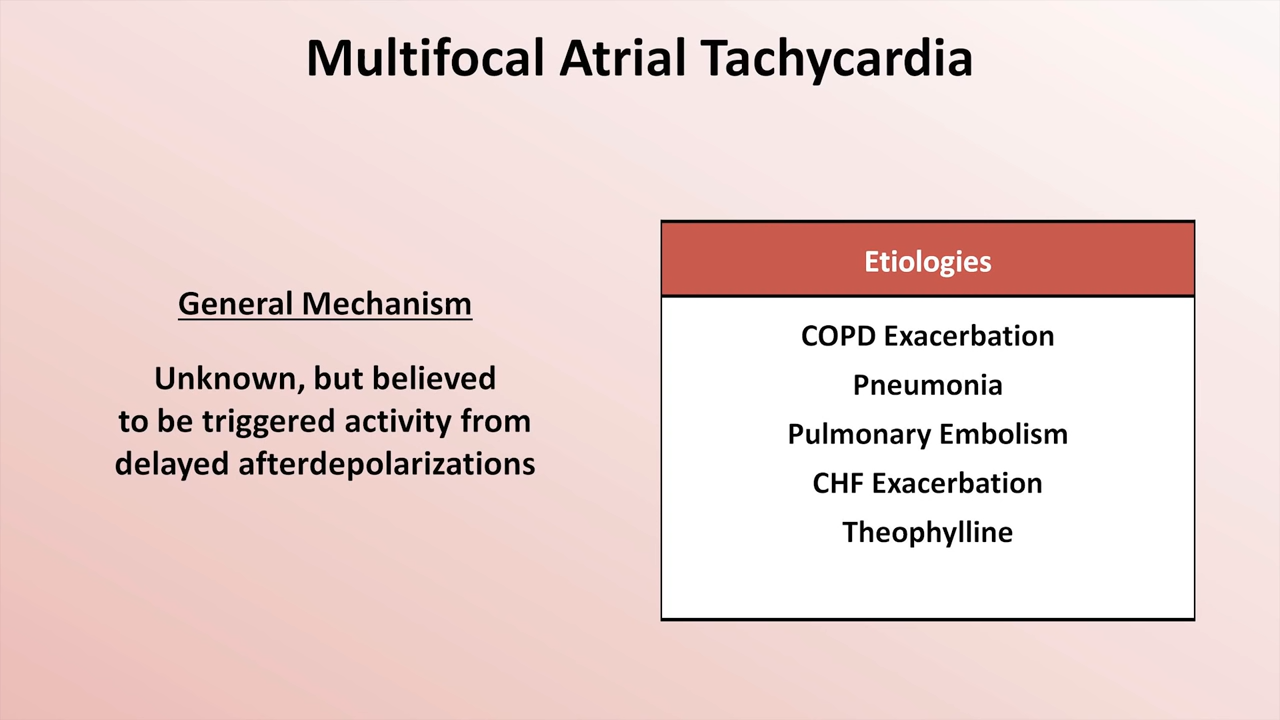 Multifocal Atrial Tachycardia
General Mechanism
Unknown, but believed
to be triggered activity from
delayed afterdepolarizations
Etiologies
COPD Exacerbation
Pneumonia
Pulmonary Embolism
CHF Exacerbation
Theophylline